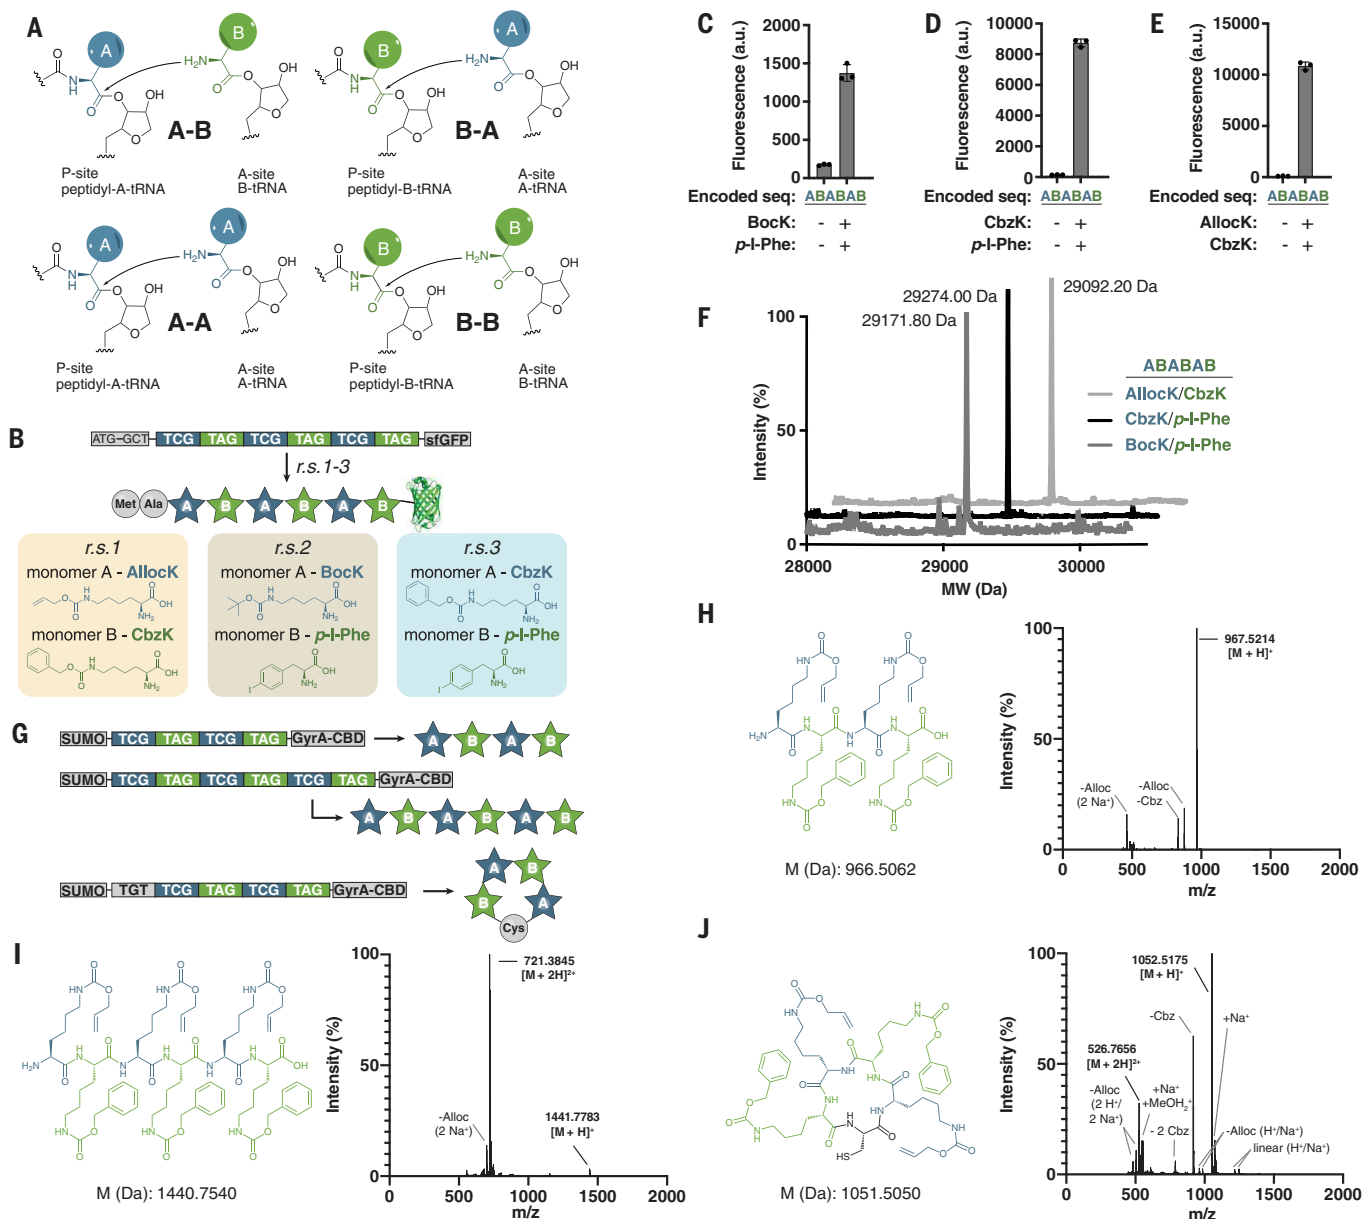 A
A
B
B
A
O
N
H
O
O
OH
O
H2N
O
O
OH
O
A-B
B-A
P-site
peptidyl-A-tRNA
A-site
B-tRNA
P-site
peptidyl-B-tRNA
A-site
A-tRNA
A
A
B
B
A-A
B-B
P-site
peptidyl-A-tRNA
A-site
A-tRNA
P-site
peptidyl-B-tRNA
A-site
B-tRNA
B
ATG–GCT
TCG
TAG
TCG
TAG
TCG
TAG
sfGFP
r.s.1-3
Met
Ala
A
B
A
B
A
B
r.s.1
monomer A - AllocK
monomer B - CbzK
r.s.2
monomer A - BocK
monomer B - p-I-Phe
r.s.3
monomer A - CbzK
monomer B - p-I-Phe
C
Fluorescence (a.u.)
2000
1500
1000
500
0
Encoded seq:
ABABAB
BocK: - +
p-I-Phe: - +
D
Fluorescence (a.u.)
10000
8000
6000
4000
2000
0
Encoded seq:
ABABAB
CbzK: - +
p-I-Phe: - +
E
Fluorescence (a.u.)
15000
10000
5000
0
Encoded seq:
ABABAB
AllocK: - +
CbzK: - +
F
Intensity (%)
100
50
0
28000
29000
30000
MW (Da)
29171.80 Da
29274.00 Da
29092.20 Da
ABABAB
AllocK/CbzK
CbzK/p-I-Phe
BocK/p-I-Phe
G
SUMO
TCG
TAG
TCG
TAG
GyrA-CBD
A
B
A
B
SUMO
TCG
TAG
TCG
TAG
TCG
TAG
GyrA-CBD
A
B
A
B
A
B
SUMO
TGT
TCG
TAG
TCG
TAG
GyrA-CBD
A
B
B
A
Cys
H
M (Da): 966.5062
Intensity (%)
100
50
0
0
500
1000
1500
2000
m/z
967.5214
[M + H]+
-Alloc
(2 Na+)
-Alloc
-Cbz
I
M (Da): 1440.7540
Intensity (%)
100
50
0
0
500
1000
1500
2000
m/z
721.3845
[M + 2H]2+
-Alloc
(2 Na+)
1441.7783
[M + H]+
J
HS
M (Da): 1051.5050
Intensity (%)
100
50
0
0
500
1000
1500
2000
m/z
1052.5175
[M + H]+
-Cbz
+Na+
526.7656
[M + 2H]2+
-Alloc
(2 H+/
2 Na+)
+Na+
+MeOH2+
- 2 Cbz
-Alloc (H+/Na+)
linear (H+/Na+)